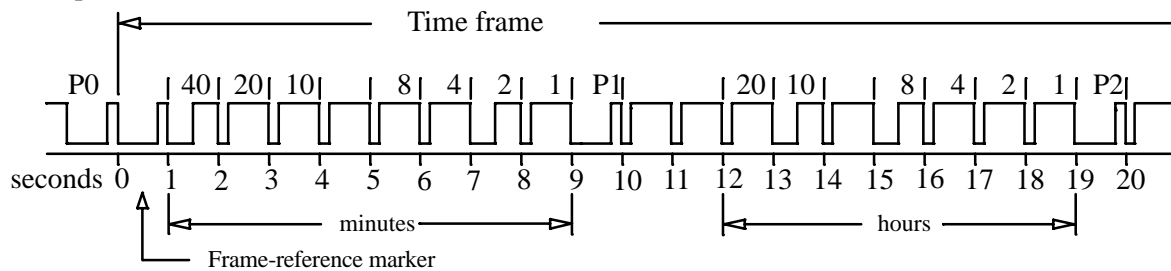 Time frame
P0 40 20 10 8 4 2 1 P1 20 10 8 4 2 1 P2
seconds 0 1 2 3 4 5 6 7 8 9 10 11 12 13 14 15 16 17 18 19 20
minutes hours
Frame-reference marker